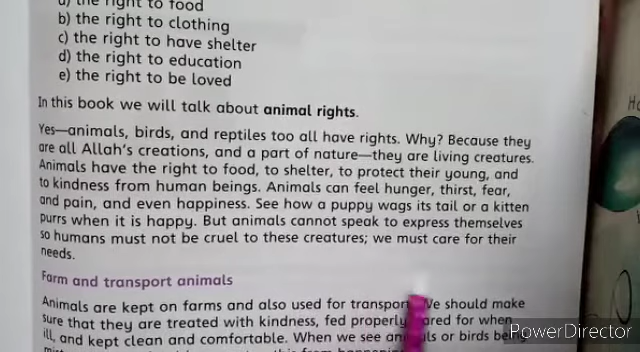 a) the right to food
b) the right to clothing
c) the right to have shelter
d) the right to education
e) the right to be loved
In this book we will talk about animal rights.
Yes—animals, birds, and reptiles too all have rights. Why? Because they
are all Allah's creations, and a part of nature—they are living creatures.
Animals have the right to food, to shelter, to protect their young, and
to kindness from human beings. Animals can feel hunger, thirst, fear,
and pain, and even happiness. See how a puppy wags its tail or a kitten
purrs when it is happy. But animals cannot speak to express themselves
so humans must not be cruel to these creatures; we must care for their
needs.
Farm and transport animals
Animals are kept on farms and also used for transport We should make
sure that they are treated with kindness, fed properly ared for when
ill, and kept clean and comfortable. When we see an ls or birds being
PowerDirector